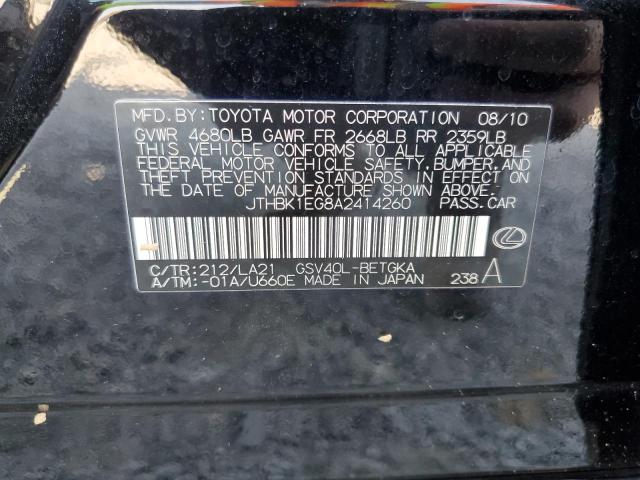 MFD.BY:TOYOTA MOTOR CORPORATION 08/10
GVWR 4680LB GAWR FR 2668LB RR 2359LB
THIS VEHICLE CONFORMS TO ALL APPLICABLE
FEDERAL MOTOR VEHICLE SAFETY,BUMPER,AND
THEFT PREVENTION STANDARDS IN EFFECT ON
THE DATE OF MANUFACTURE SHOWN ABOVE.
JTHBK1EG8A2414260 PASS.CAR
C/TR:212/LA21 GSV40L-BETGKA
A/TM:-01A/U660E MADE IN JAPAN 238 A